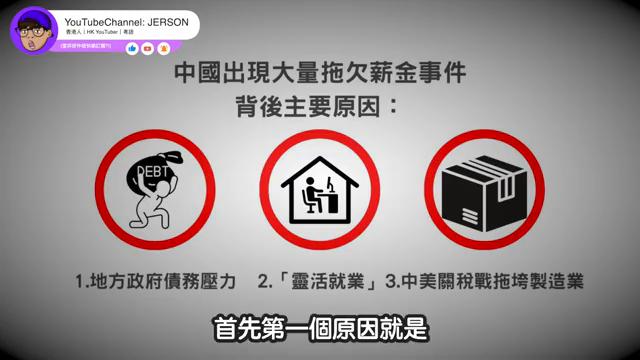 YouTubeChannel: JERSON
香港人｜HK YouTuber｜粵語
中國出現大量拖欠薪金事件
背後主要原因：
DEBT
1.地方政府債務壓力 2.「靈活就業」 3.中美關稅戰拖垮製造業
首先第一個原因就是